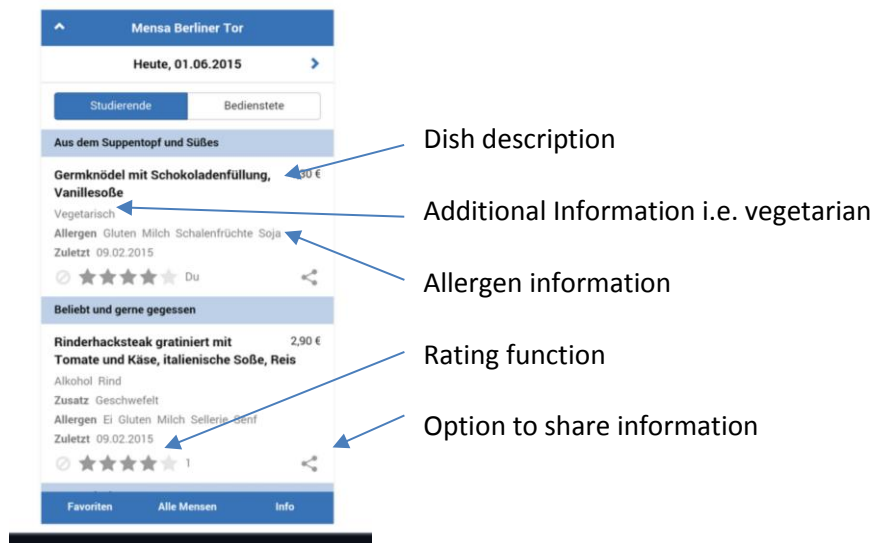 Mensa Berliner Tor
Heute, 01.06.2015
Studierende Bedienstete
Aus dem Suppentopf und Süßes
Germknödel mit Schokoladenfüllung, 30 €
Vanillesoße
Vegetarisch
Allergen Gluten Milch Schalenfrüchte Soja
Zuletzt 09.02.2015
Du
Beliebt und gerne gegessen
Rinderhacksteak gratiniert mit 2,90 €
Tomate und Käse, italienische Soße, Reis
Alkohol Rind
Zusatz Geschwefelt
Allergen Ei Gluten Milch Sellerie Senf
Zuletzt 09.02.2015
1
Favoriten Alle Mensen Info
Dish description
Additional Information i.e. vegetarian
Allergen information
Rating function
Option to share information